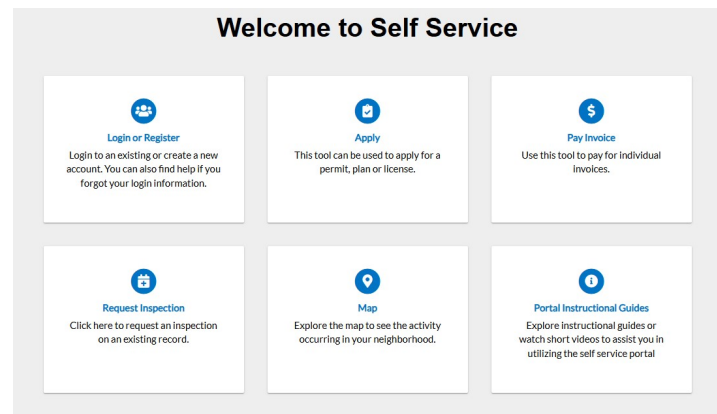 Welcome to Self Service
Login or Register
Login to an existing or create a new
account. You can also find help if you
forgot your login information.
Apply
This tool can be used to apply for a
permit, plan or license.
Pay Invoice
Use this tool to pay for individual
invoices.
Request Inspection
Click here to request an inspection
on an existing record.
Map
Explore the map to see the activity
occurring in your neighborhood.
Portal Instructional Guides
Explore instructional guides or
watch short videos to assist you in
utilizing the self service portal